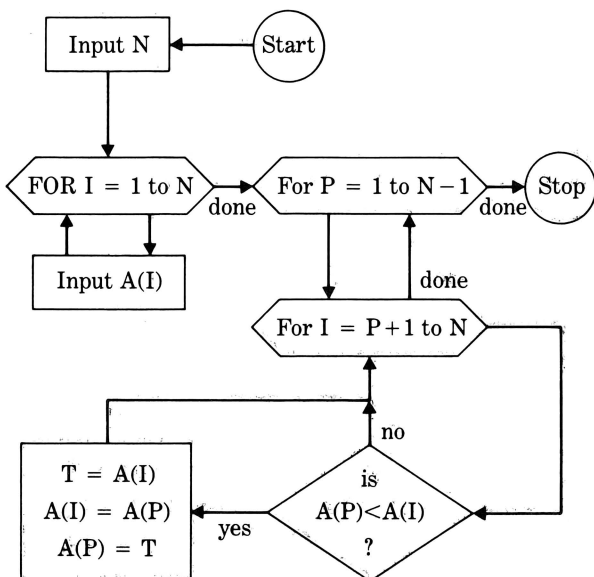 Start
Input N
FOR I = 1 to N
done
For P = 1 to N-1
done
Stop
Input A(I)
done
For I = P+1 to N
no
is
A(P)<A(I)
?
yes
T = A(I)
A(I) = A(P)
A(P) = T